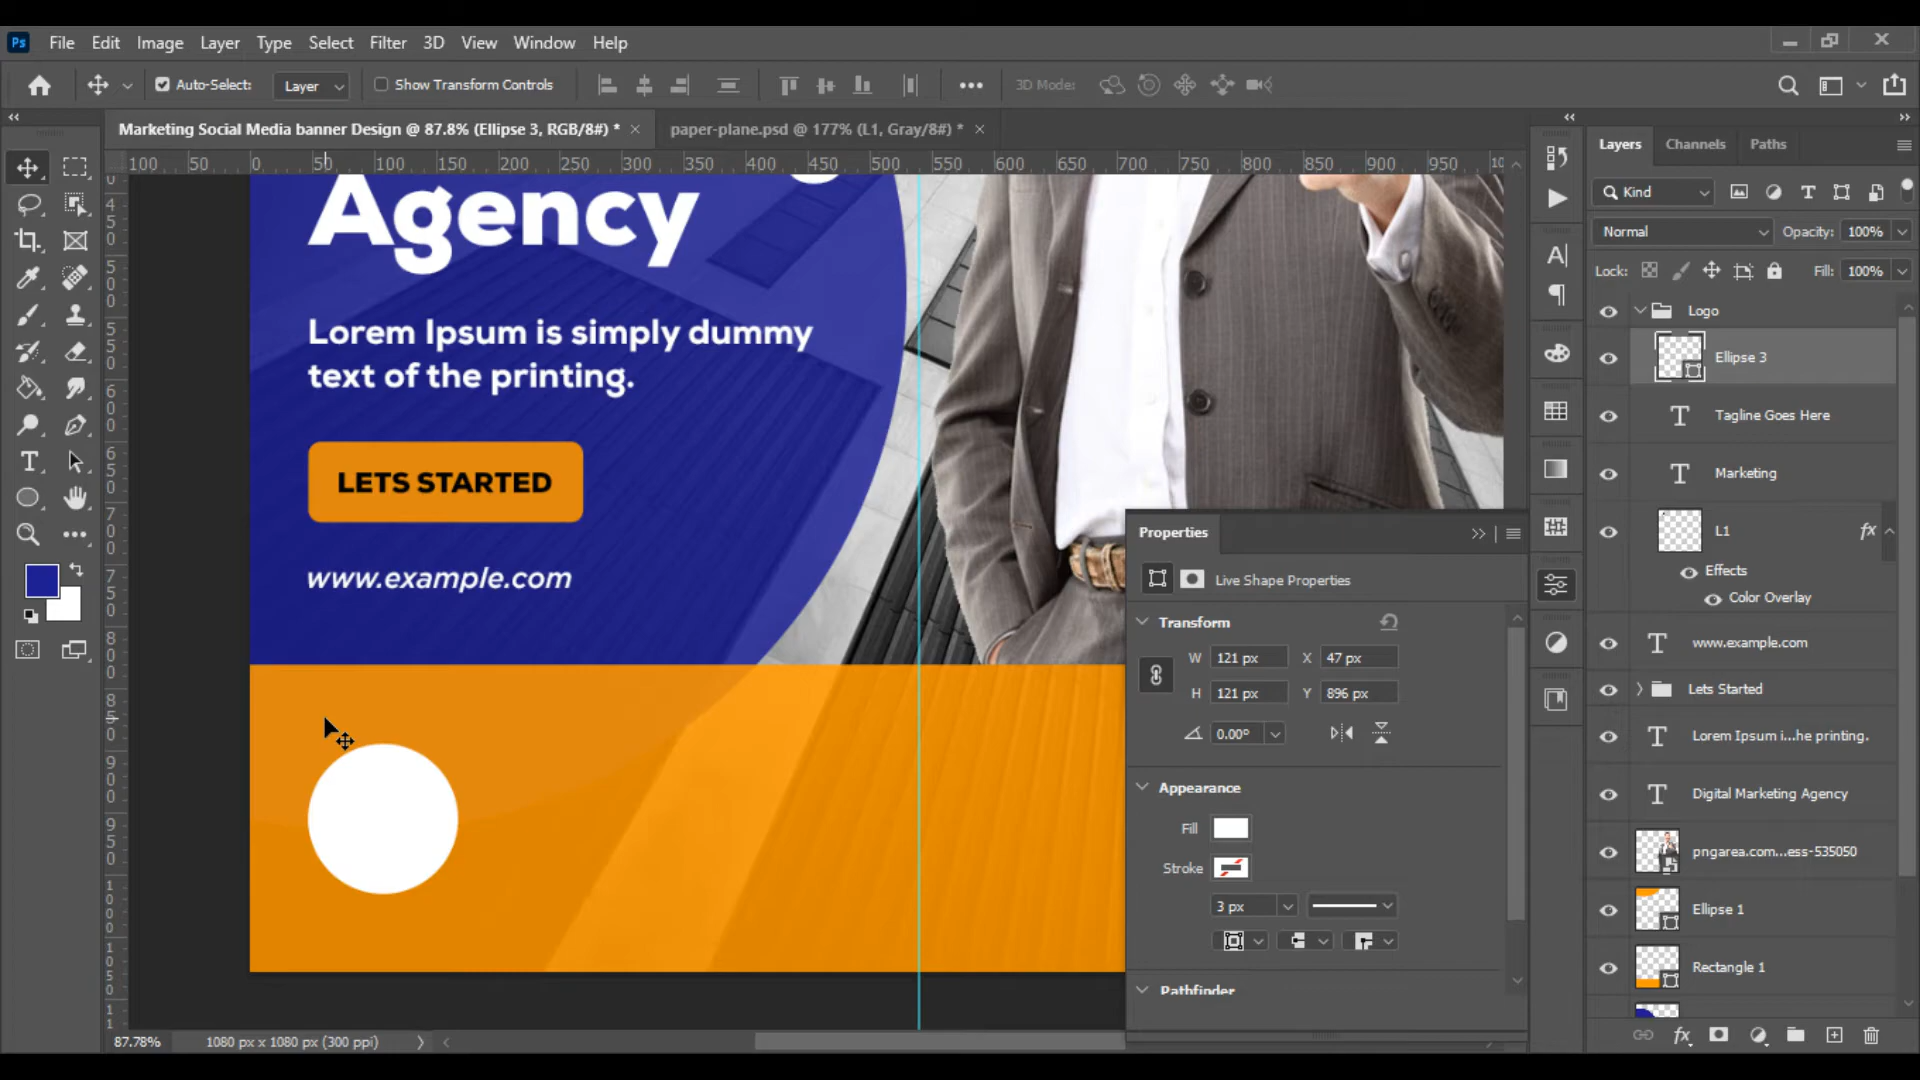 Ps File Edit Image Layer Type Select Filter 3D View Window Help
Auto-Select: Layer Show Transform Controls ••• 3D Mode:
Marketing Social Media banner Design @ 87.8% (Ellipse 3, RGB/8#) * × paper-plane.psd @ 177% (L1, Gray/8#) * ×
100 50 0 50 100 150 200 250 300 350 400 450 500 550 600 650 700 750 800 850 900 950
Agency
Lorem Ipsum is simply dummy
text of the printing.
LETS STARTED
www.example.com
Properties
Live Shape Properties
Transform
W 121 px X 47 px
H 121 px Y 896 px
0.00°
Appearance
Fill
Stroke
3 px
Pathfinder
Layers Channels Paths
Kind
Normal Opacity: 100%
Lock: Fill: 100%
Logo
Ellipse 3
Tagline Goes Here
Marketing
L1 fx
Effects
Color Overlay
www.example.com
Lets Started
Lorem Ipsum i...he printing.
Digital Marketing Agency
pngarea.com...ess-535050
Ellipse 1
Rectangle 1
87.78% 1080 px x 1080 px (300 ppi)